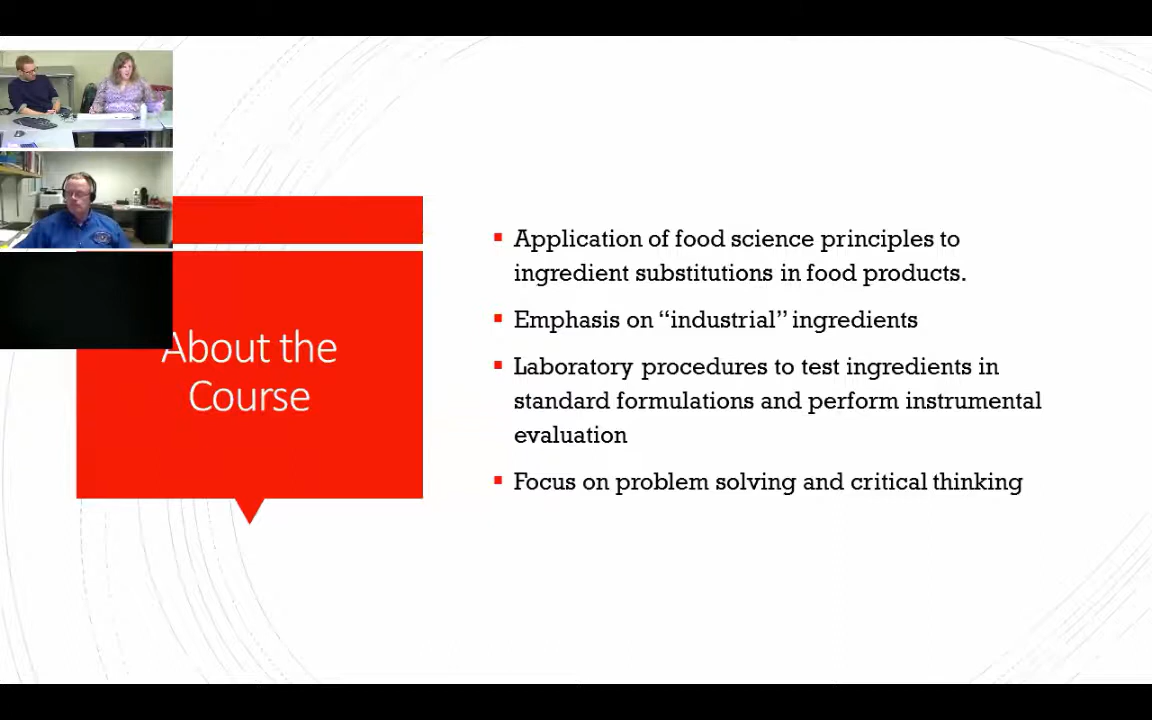 About the
Course
Application of food science principles to
ingredient substitutions in food products.
Emphasis on “industrial” ingredients
Laboratory procedures to test ingredients in
standard formulations and perform instrumental
evaluation
Focus on problem solving and critical thinking